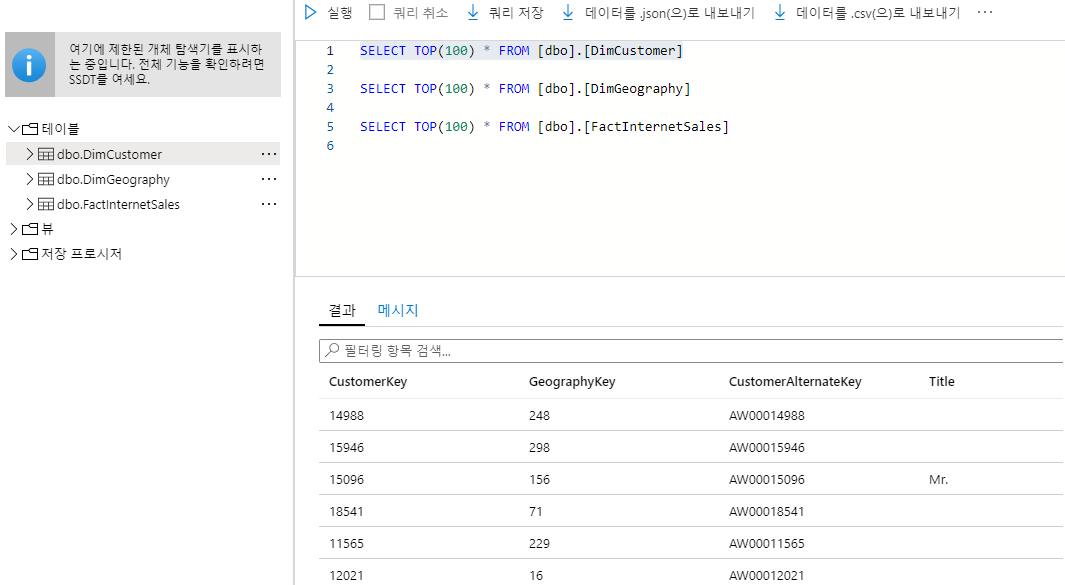 실행 쿼리 취소 쿼리 저장 데이터를 .json(으)로 내보내기 데이터를 .csv(으)로 내보내기 ···
여기에 제한된 개체 탐색기를 표시하
는 중입니다. 전체 기능을 확인하려면
SSDT를 여세요.
테이블
dbo.DimCustomer ···
dbo.DimGeography ···
dbo.FactInternetSales ···
뷰
저장 프로시저
1 SELECT TOP(100) * FROM [dbo].[DimCustomer]
2
3 SELECT TOP(100) * FROM [dbo].[DimGeography]
4
5 SELECT TOP(100) * FROM [dbo].[FactInternetSales]
6
결과 메시지
필터링 항목 검색...
CustomerKey GeographyKey CustomerAlternateKey Title
14988 248 AW00014988
15946 298 AW00015946
15096 156 AW00015096 Mr.
18541 71 AW00018541
11565 229 AW00011565
12021 16 AW00012021